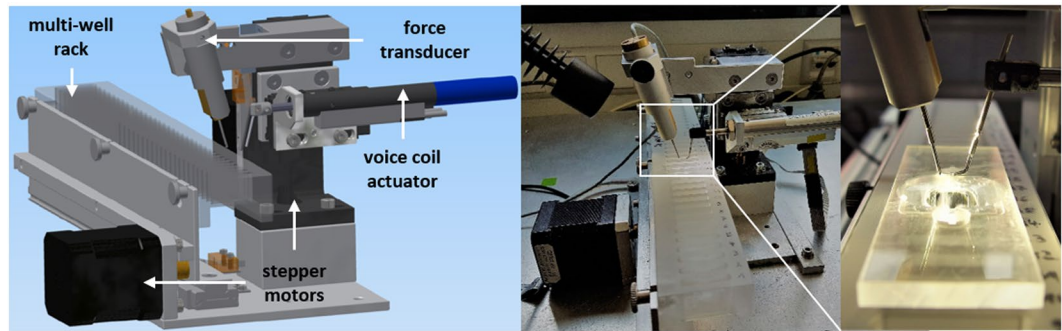 multi-well
rack
force
transducer
voice coil
actuator
stepper
motors